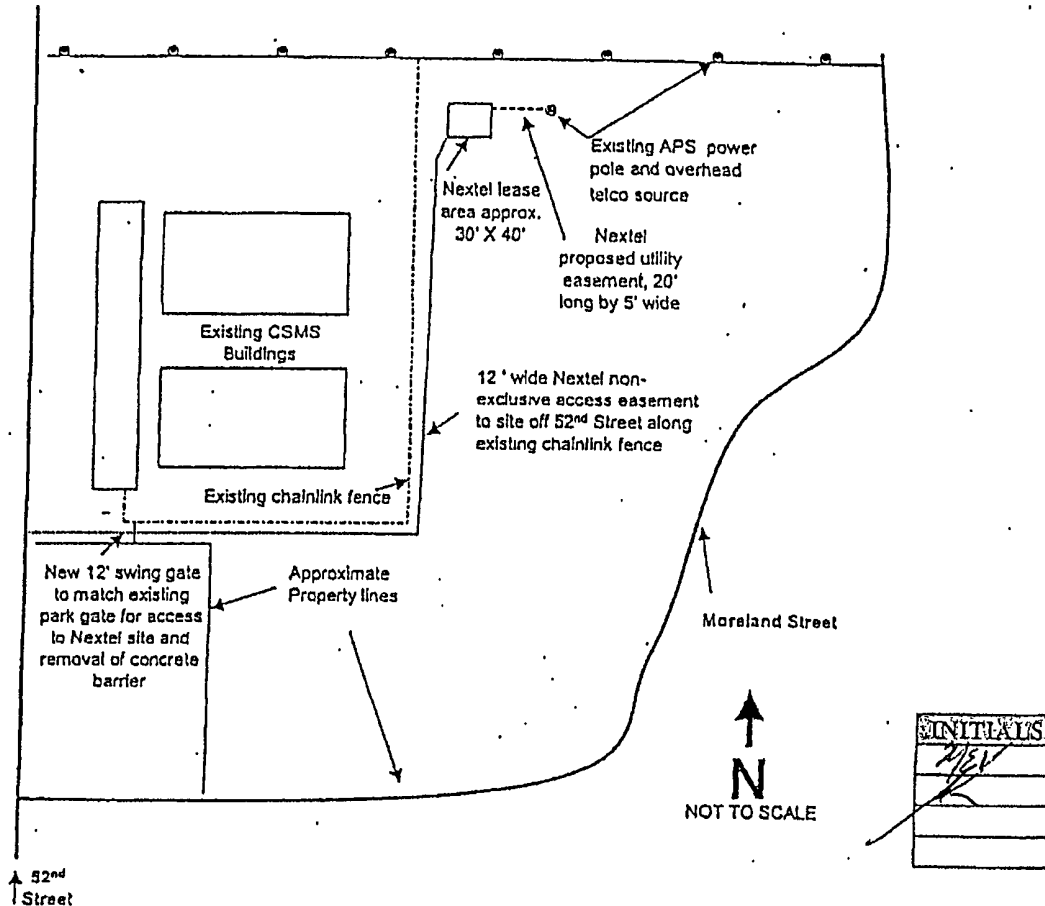 Existing APS power
pole and overhead
telco source
Nextel lease
area approx.
30' X 40'
Nextel
proposed utility
easement, 20'
long by 5' wide
Existing CSMS
Buildings
12 ' wide Nextel non-
exclusive access easement
to site off 52nd Street along
existing chainlink fence
Existing chainlink fence
New 12' swing gate
to match existing
park gate for access
to Nextel site and
removal of concrete
barrier
Approximate
Property lines
Moreland Street
N
NOT TO SCALE
INITIALS
52nd
Street